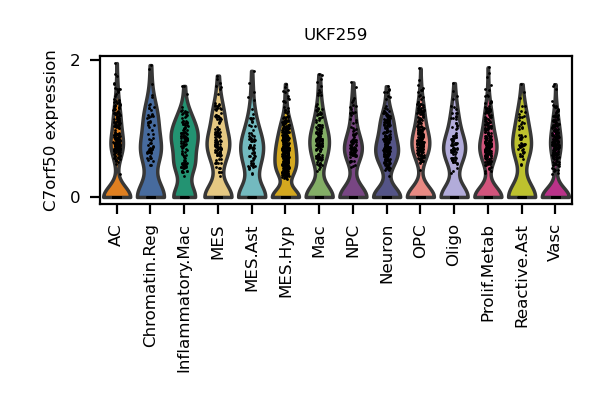 UKF259
C7orf50 expression
2
0
AC
Chromatin.Reg
Inflammatory.Mac
MES
MES.Ast
MES.Hyp
Mac
NPC
Neuron
OPC
Oligo
Prolif.Metab
Reactive.Ast
Vasc